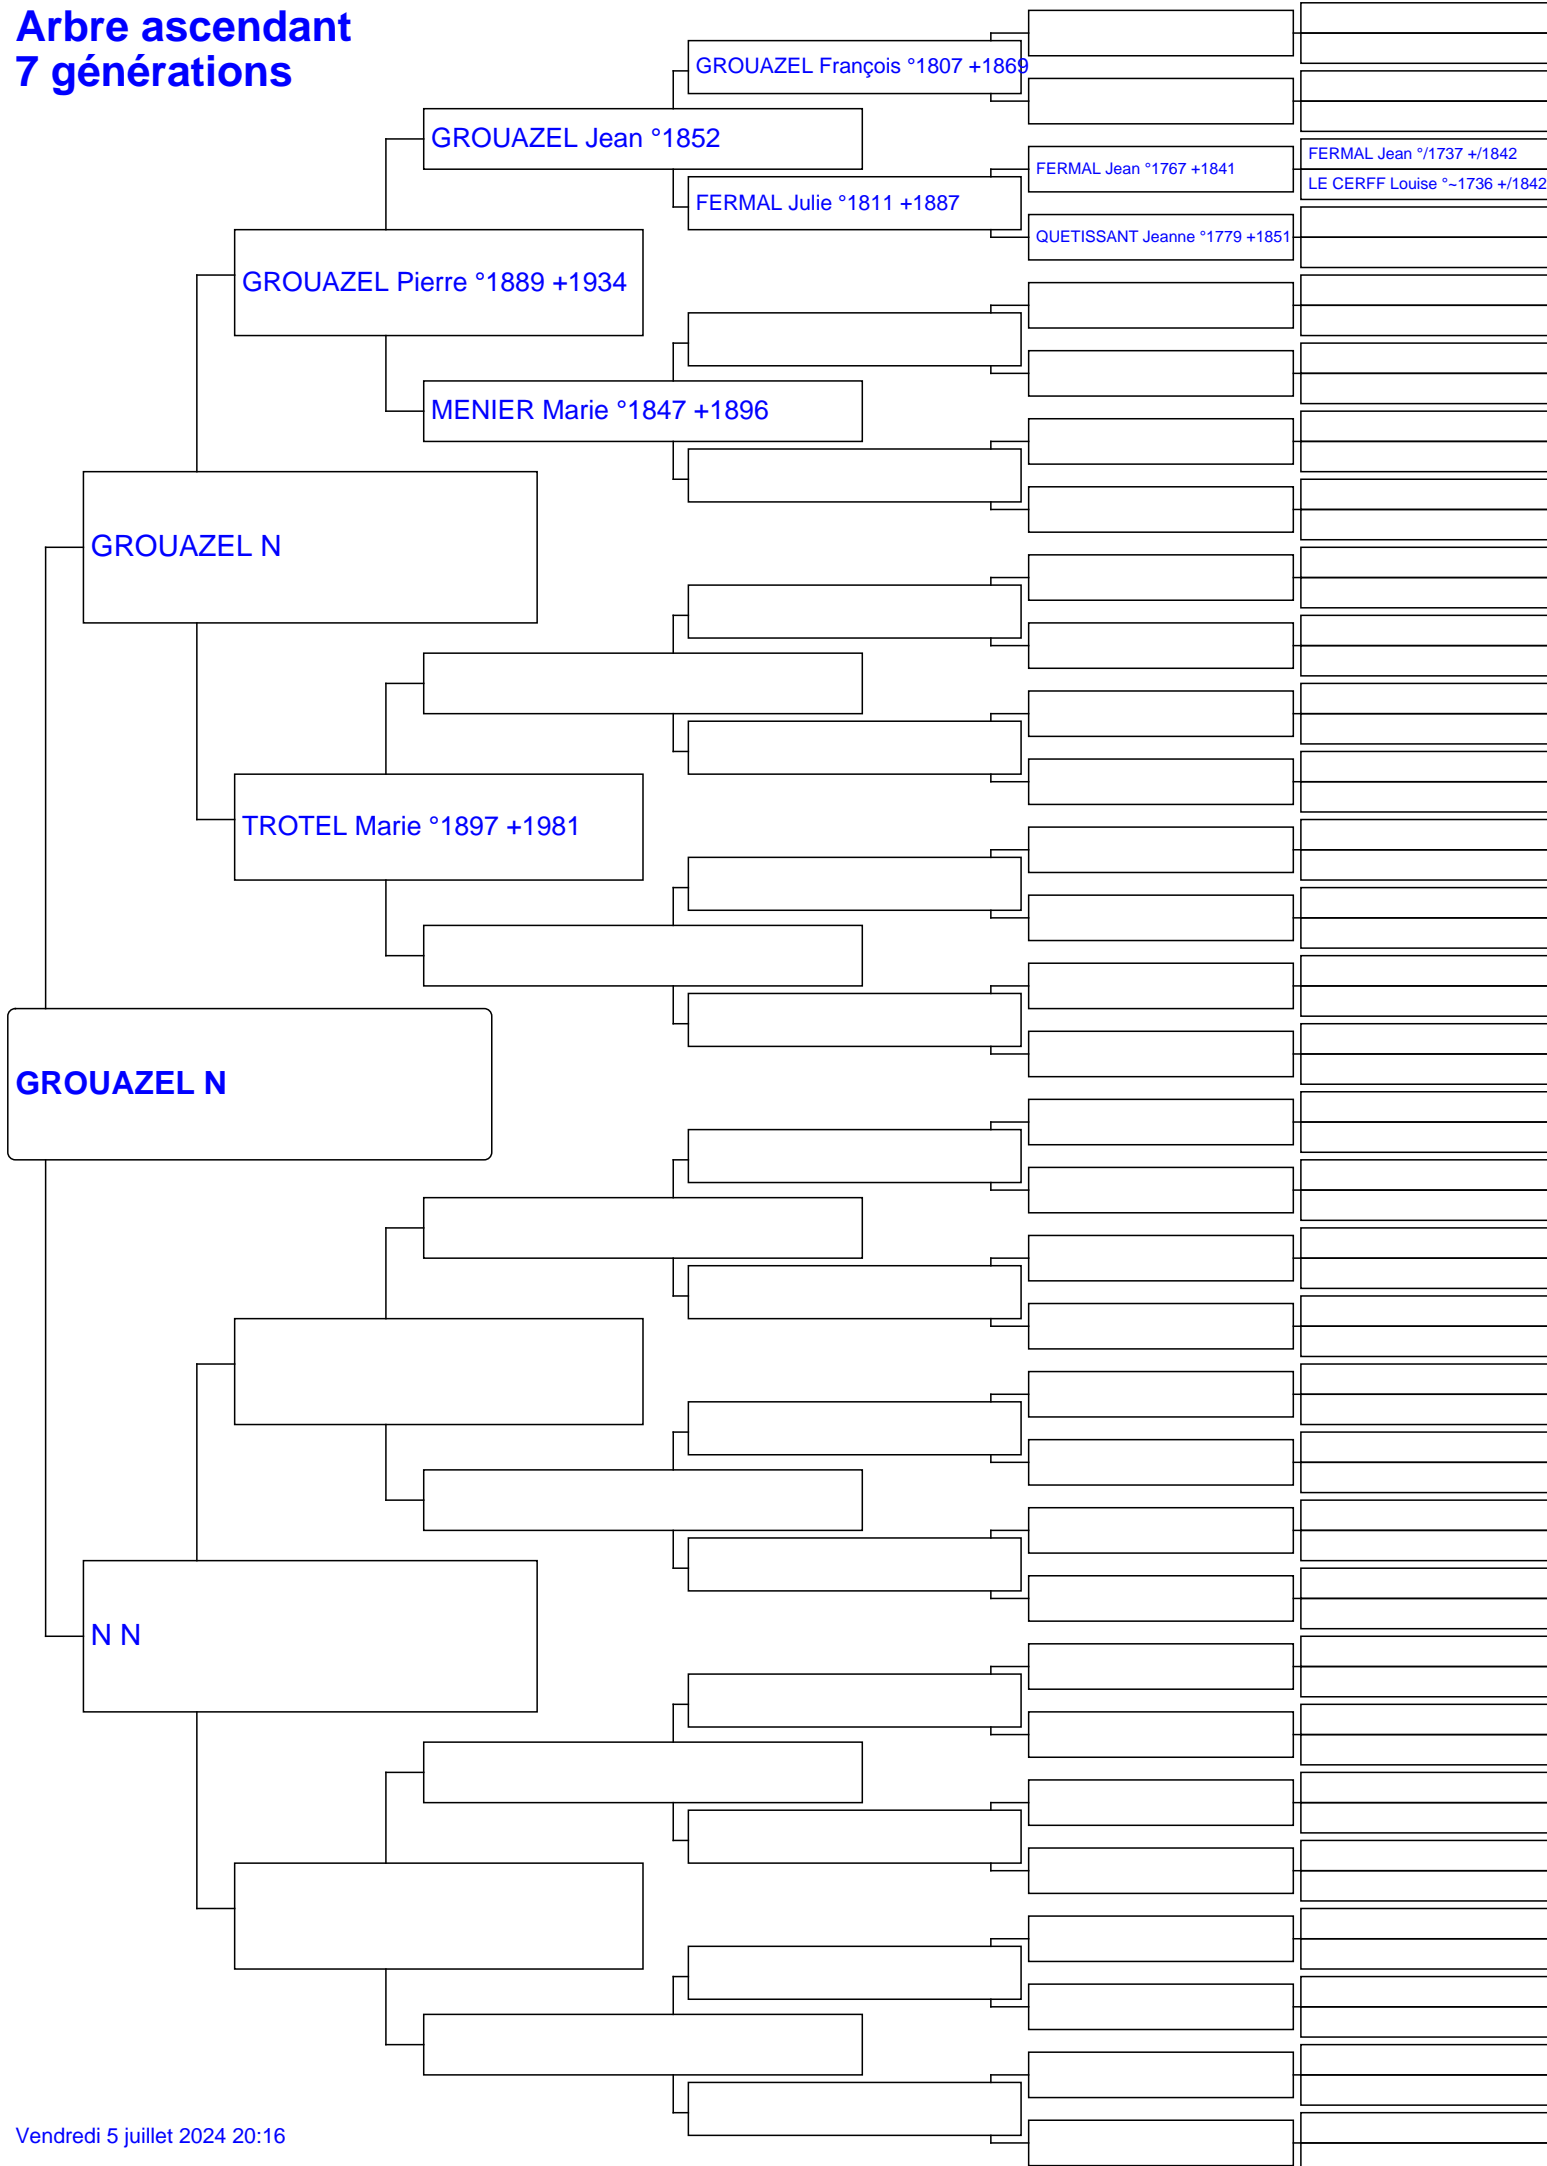 Arbre ascendant
7 générations
GROUAZEL François °1807 +1869
GROUAZEL Jean °1852
FERMAL Jean °/1737 +/1842
FERMAL Jean °1767 +1841
LE CERFF Louise °~1736 +/1842
FERMAL Julie °1811 +1887
QUETISSANT Jeanne °1779 +1851
GROUAZEL Pierre °1889 +1934
MENIER Marie °1847 +1896
GROUAZEL N
TROTEL Marie °1897 +1981
GROUAZEL N
N N
Vendredi 5 juillet 2024 20:16